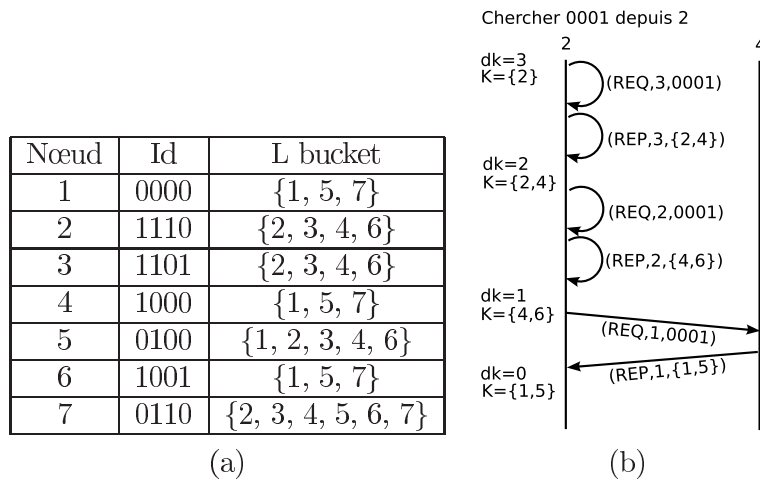 Nœud Id L bucket
1 0000 {1, 5, 7}
2 1110 {2, 3, 4, 6}
3 1101 {2, 3, 4, 6}
4 1000 {1, 5, 7}
5 0100 {1, 2, 3, 4, 6}
6 1001 {1, 5, 7}
7 0110 {2, 3, 4, 5, 6, 7}
(a)
Chercher 0001 depuis 2
2 4
dk=3
K={2}
(REQ,3,0001)
(REP,3,{2,4})
dk=2
K={2,4}
(REQ,2,0001)
(REP,2,{4,6})
dk=1
K={4,6}
(REQ,1,0001)
(REP,1,{1,5})
dk=0
K={1,5}
(b)